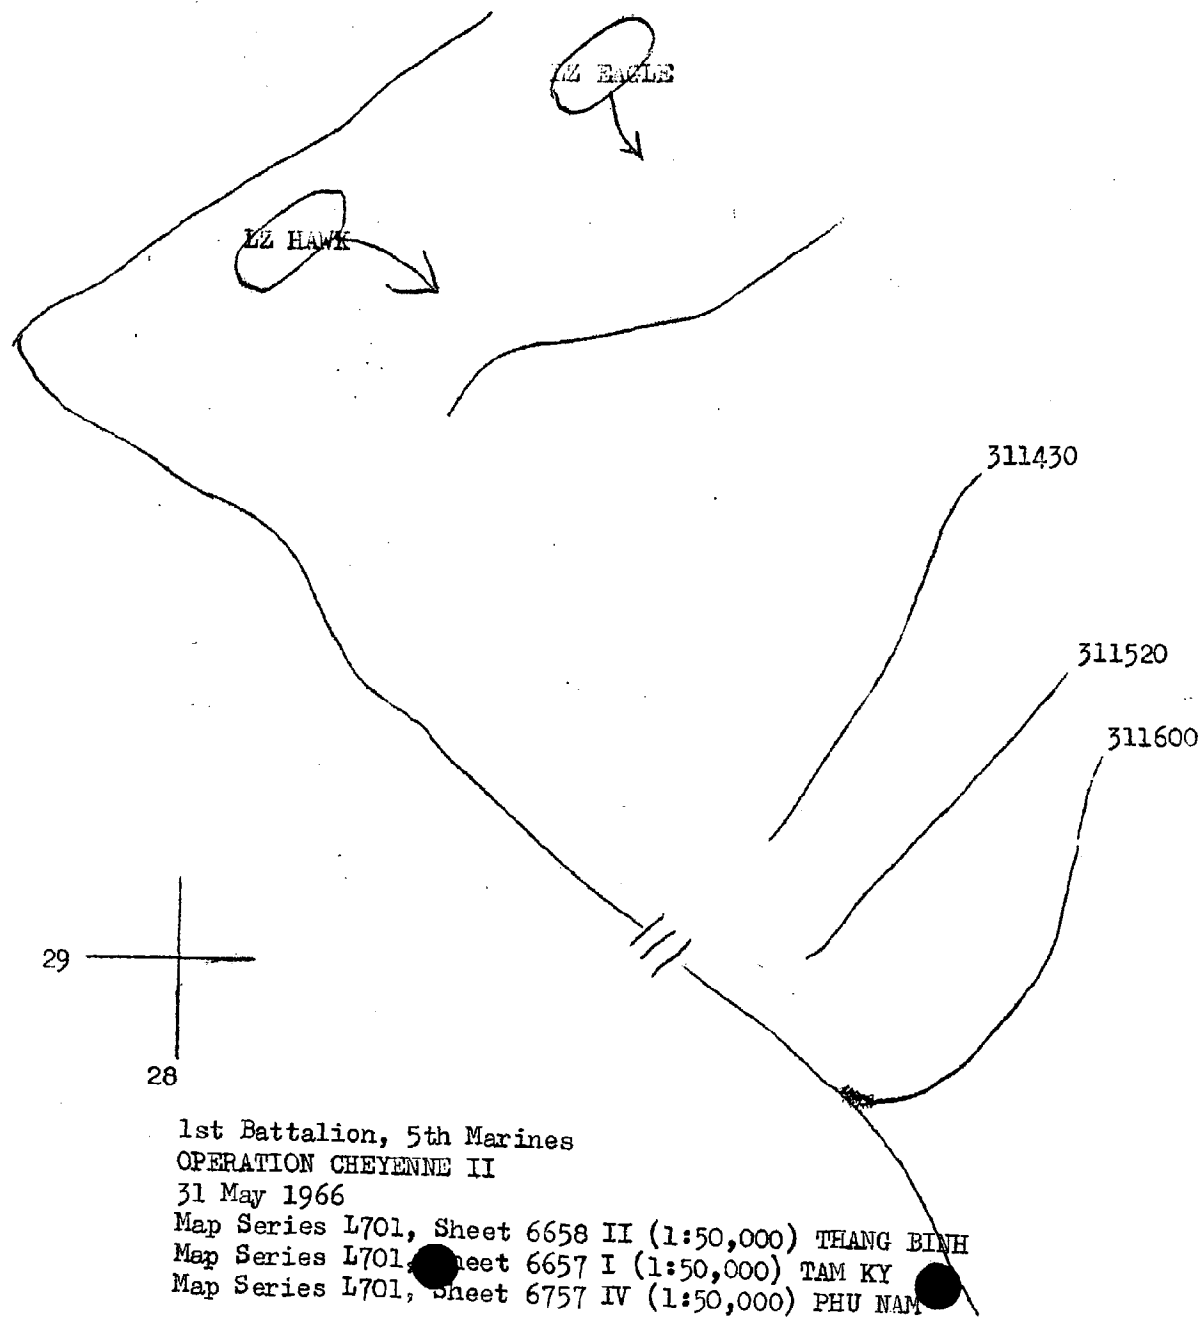 LZ EAGLE
LZ HAWK
311430
311520
311600
29
28
1st Battalion, 5th Marines
OPERATION CHEYENNE II
31 May 1966
Map Series L701, Sheet 6658 II (1:50,000) THANG BINH
Map Series L701, Sheet 6657 I (1:50,000) TAM KY
Map Series L701, Sheet 6757 IV (1:50,000) PHU NAM